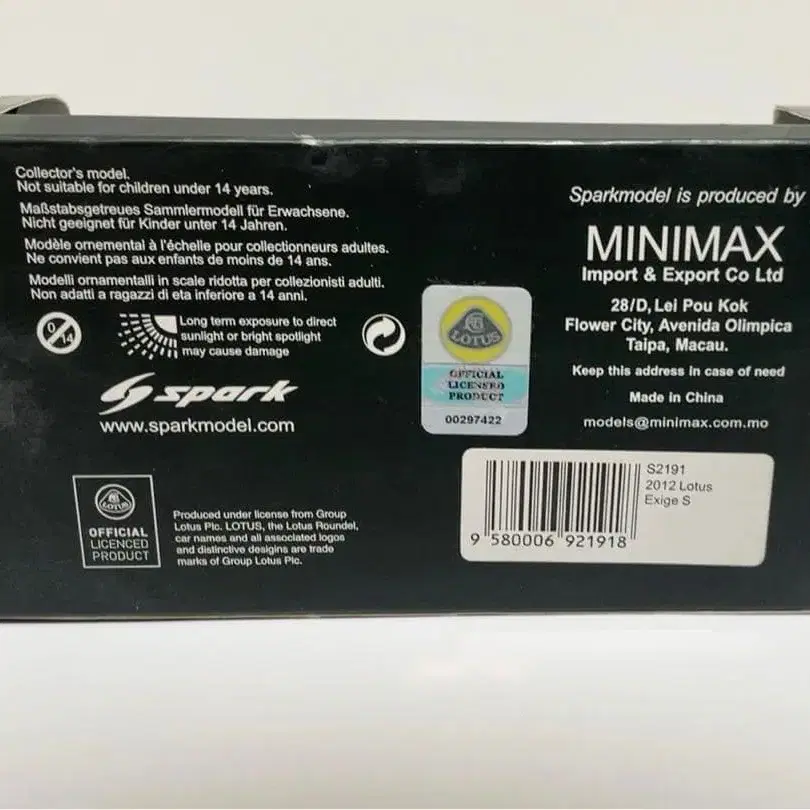 Collector's model.
Not suitable for children under 14 years.
Maßstabsgetreues Sammlermodell für Erwachsene.
Nicht geeignet für Kinder unter 14 Jahren.
Modèle ornemental à l'échelle pour collectionneurs adultes.
Ne convient pas aux enfants de moins de 14 ans.
Modelli ornamentalli in scale ridotta per collezionisti adulti.
Non adatti a ragazzi di eta inferiore a 14 anni.
0/14
Long term exposure to direct
sunlight or bright spotlight
may cause damage
spark
www.sparkmodel.com
LOTUS
OFFICIAL
LICENCED
PRODUCT
Produced under license from Group
Lotus Plc. LOTUS, the Lotus Roundel,
car names and all associated logos
and distinctive designs are trade
marks of Group Lotus Plc.
LOTUS
OFFICIAL
LICENSED
PRODUCT
00297422
Sparkmodel is produced by
MINIMAX
Import & Export Co Ltd
28/D, Lei Pou Kok
Flower City, Avenida Olimpica
Taipa, Macau.
Keep this address in case of need
Made in China
models@minimax.com.mo
S2191
2012 Lotus
Exige S
9 580006 921918